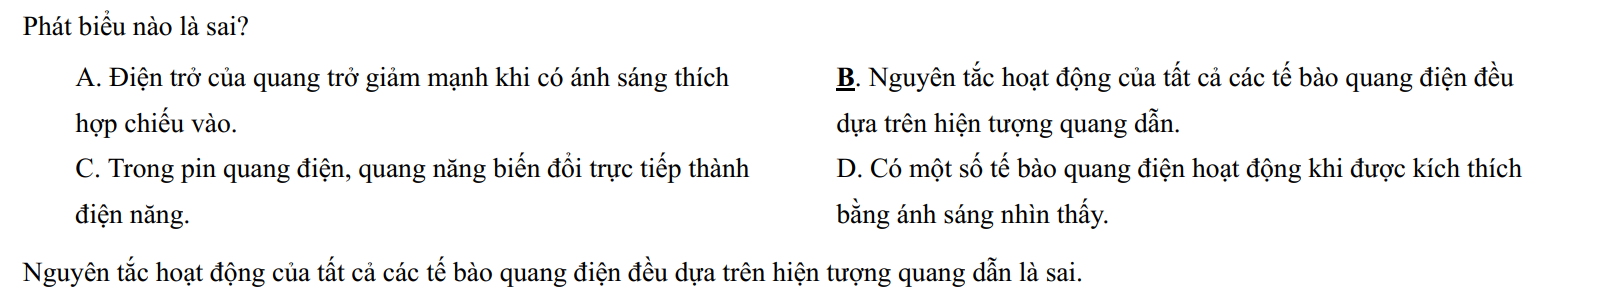 Phát biểu nào là sai?
A. Điện trở của quang trở giảm mạnh khi có ánh sáng thích
hợp chiếu vào.
B. Nguyên tắc hoạt động của tất cả các tế bào quang điện đều
dựa trên hiện tượng quang dẫn.
C. Trong pin quang điện, quang năng biến đổi trực tiếp thành
điện năng.
D. Có một số tế bào quang điện hoạt động khi được kích thích
bằng ánh sáng nhìn thấy.
Nguyên tắc hoạt động của tất cả các tế bào quang điện đều dựa trên hiện tượng quang dẫn là sai.